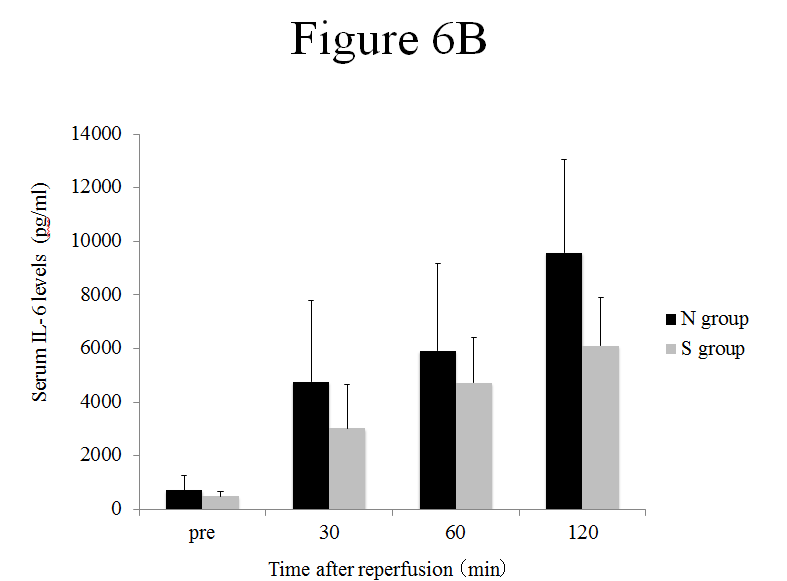 Figure 6B
Serum IL-6 levels (pg/ml)
14000
12000
10000
8000
6000
4000
2000
0
pre 30 60 120
Time after reperfusion（min）
N group
S group